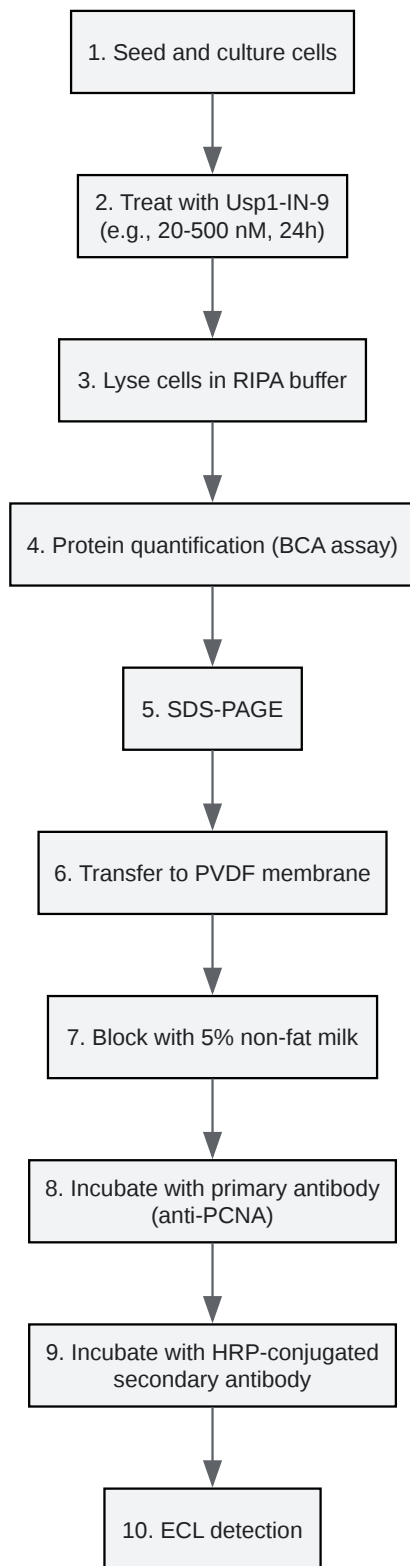 1. Seed and culture cells
2. Treat with Usp1-IN-9
(e.g., 20-500 nM, 24h)
3. Lyse cells in RIPA buffer
4. Protein quantification (BCA assay)
5. SDS-PAGE
6. Transfer to PVDF membrane
7. Block with 5% non-fat milk
8. Incubate with primary antibody
(anti-PCNA)
9. Incubate with HRP-conjugated
secondary antibody
10. ECL detection